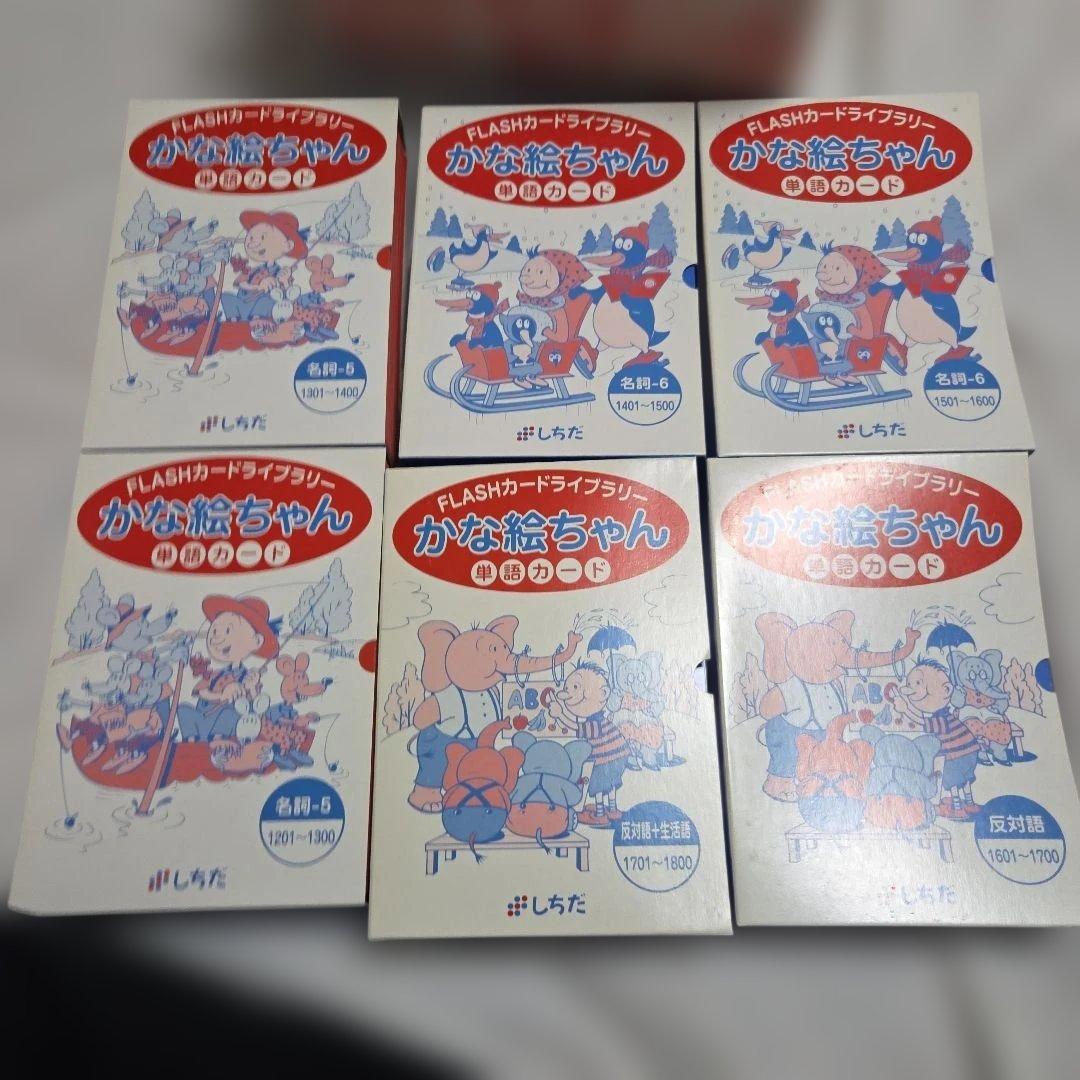 FLASHカードライブラリー
かな絵ちゃん
単語カード
名詞-5
1301～1400
しちだ
FLASHカードライブラリー
かな絵ちゃん
単語カード
名詞-6
1401～1500
しちだ
FLASHカードライブラリー
かな絵ちゃん
単語カード
名詞-6
1501～1600
しちだ
FLASHカードライブラリー
かな絵ちゃん
単語カード
名詞-5
1201～1300
しちだ
FLASHカードライブラリー
かな絵ちゃん
単語カード
ABC
反対語+生活語
1701～1800
しちだ
FLASHカードライブラリー
かな絵ちゃん
単語カード
ABC
反対語
1601～1700
しちだ